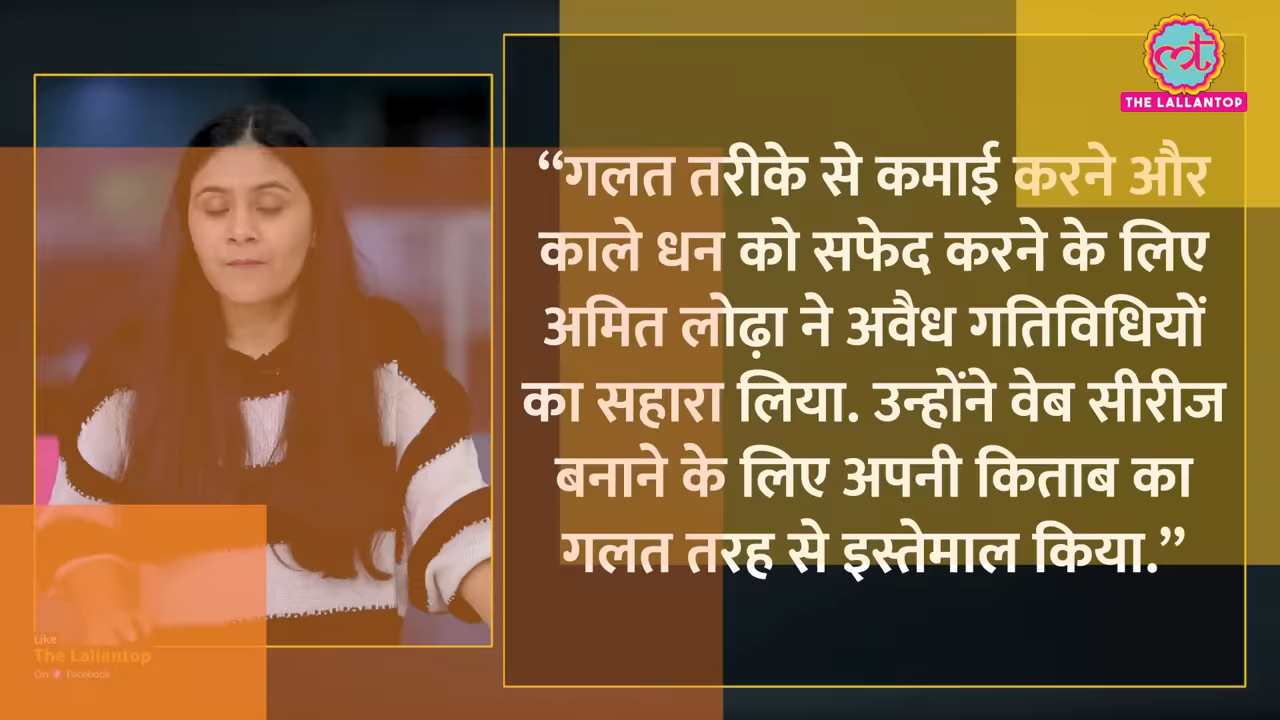 THE LALLANTOP
“गलत तरीके से कमाई करने और
काले धन को सफेद करने के लिए
अमित लोढ़ा ने अवैध गतिविधियों
का सहारा लिया. उन्होंने वेब सीरीज
बनाने के लिए अपनी किताब का
गलत तरह से इस्तेमाल किया.”
Like
The Lallantop
On Facebook